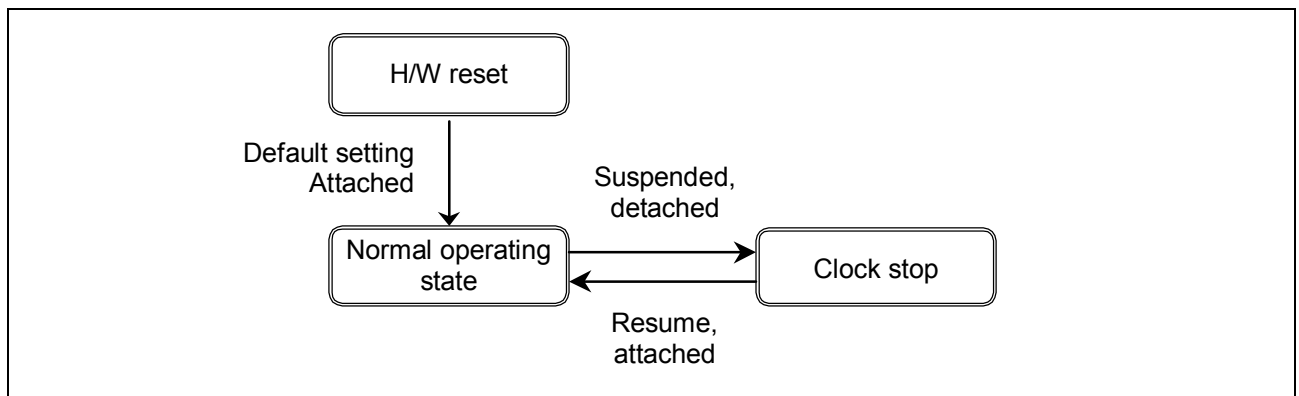 H/W reset
Default setting
Attached
Suspended,
detached
Normal operating
state
Clock stop
Resume,
attached